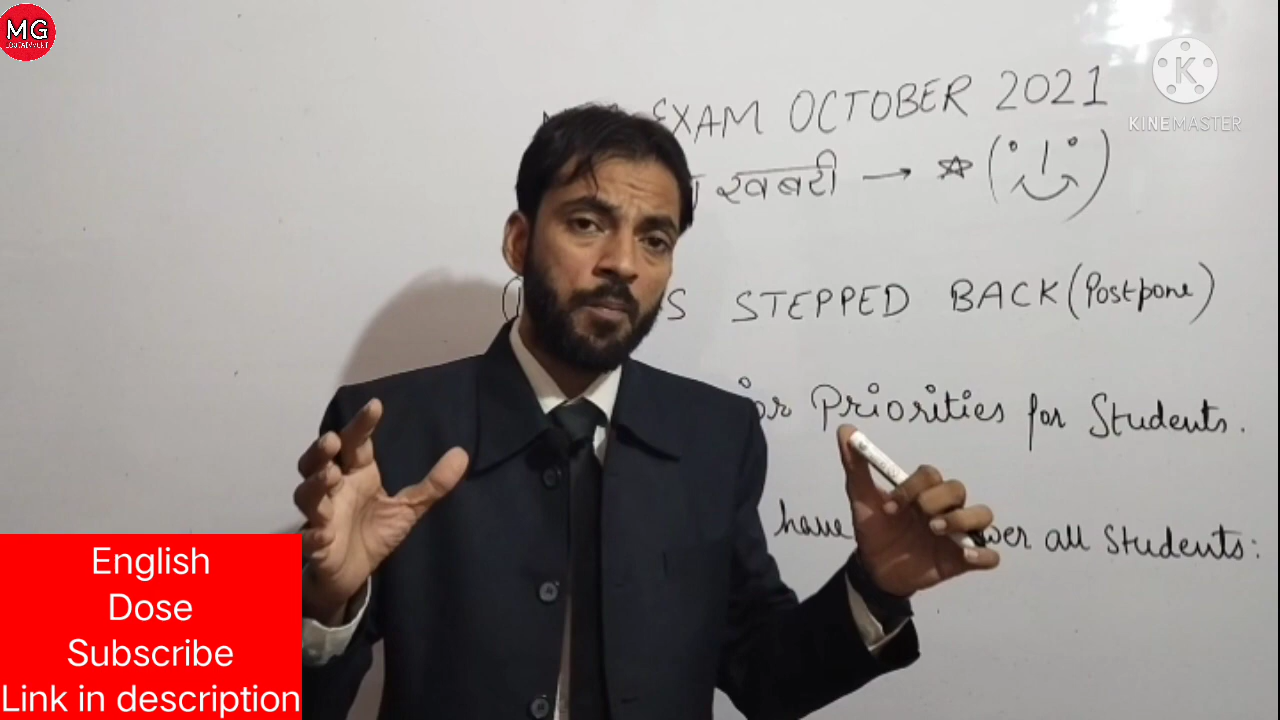 MG
EXAM OCTOBER 2021
KINEMASTER
खबरी →
STEPPED BACK (Postpone)
Priorities for Students.
have all Students:
English
Dose
Subscribe
Link in description